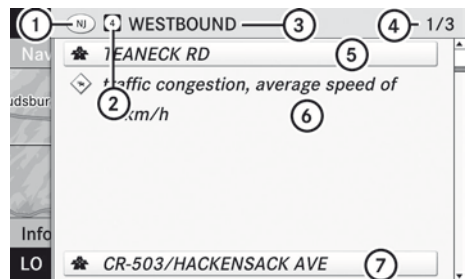 1 NJ 4 WESTBOUND 3 4 1/3
Nav
TEANECK RD 5
traffic congestion, average speed of
udsbur 2
km/h 6
Info
LO CR-503/HACKENSACK AVE 7